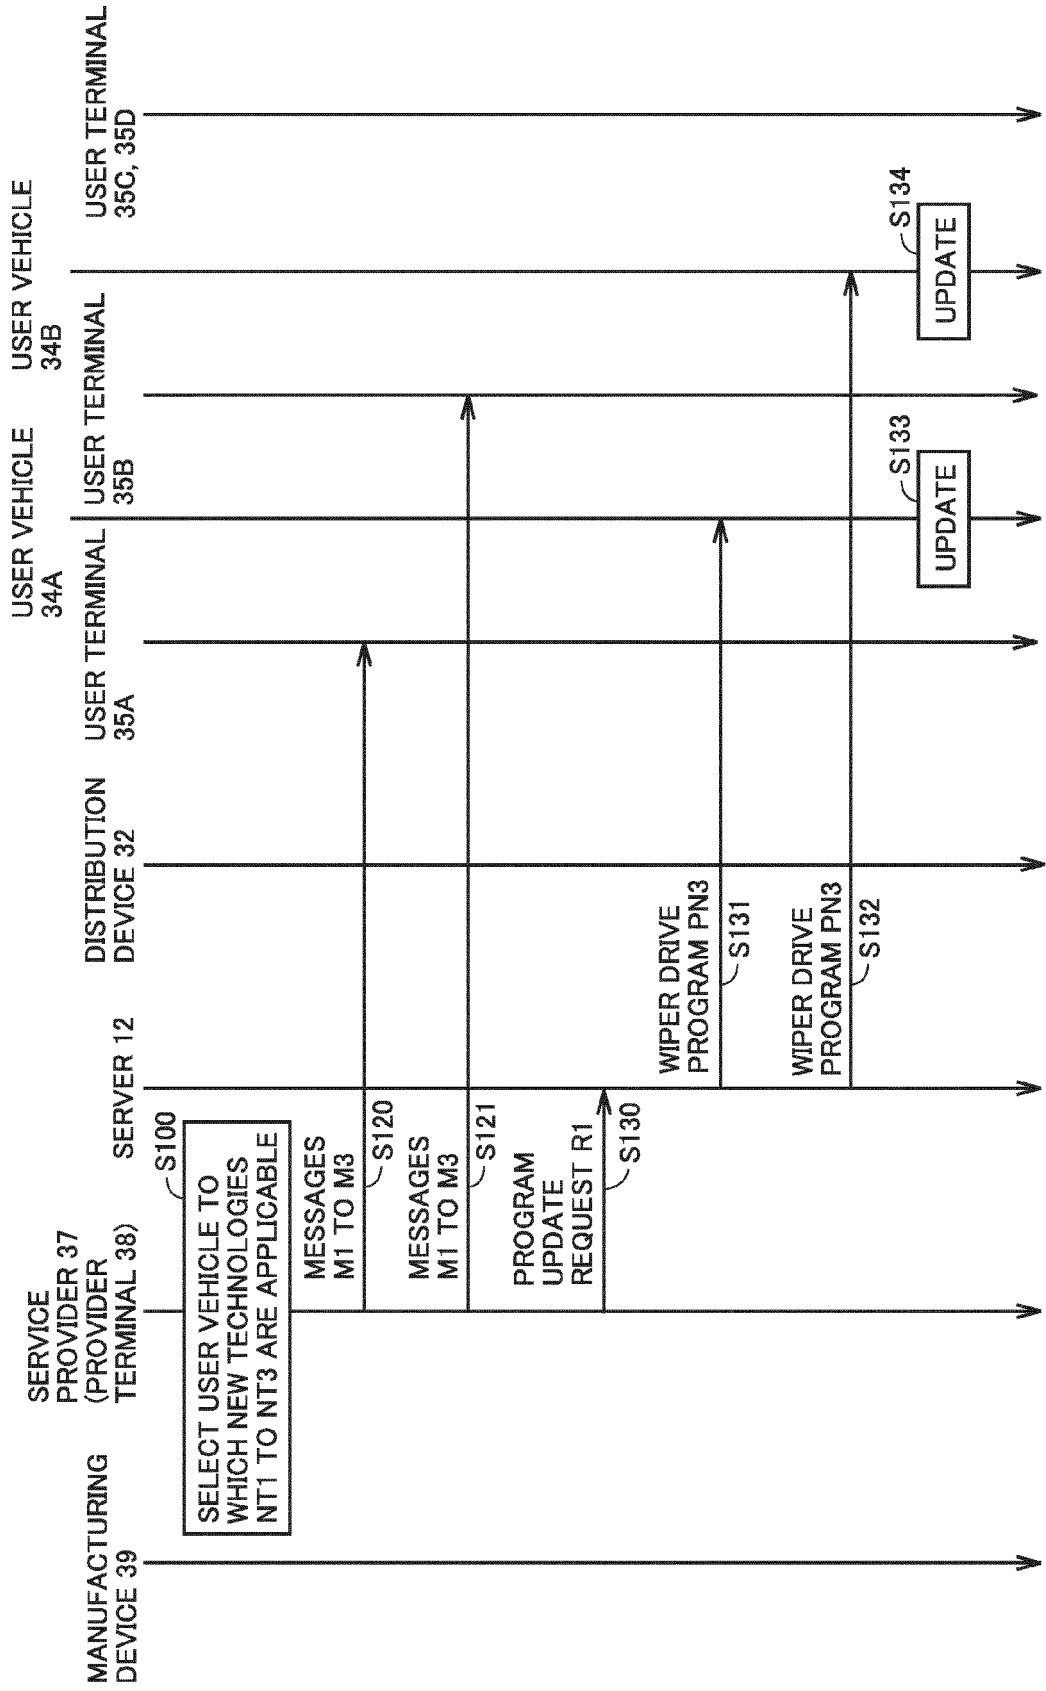 MANUFACTURING
DEVICE 39
SERVICE
PROVIDER 37
(PROVIDER
TERMINAL 38)
SERVER 12
DISTRIBUTION
DEVICE 32
USER TERMINAL
35A
USER VEHICLE
34A
USER TERMINAL
35B
USER VEHICLE
34B
USER TERMINAL
35C, 35D
S100
SELECT USER VEHICLE TO
WHICH NEW TECHNOLOGIES
NT1 TO NT3 ARE APPLICABLE
MESSAGES
M1 TO M3
S120
MESSAGES
M1 TO M3
S121
PROGRAM
UPDATE
REQUEST R1
S130
WIPER DRIVE
PROGRAM PN3
S131
WIPER DRIVE
PROGRAM PN3
S132
S133
UPDATE
S134
UPDATE